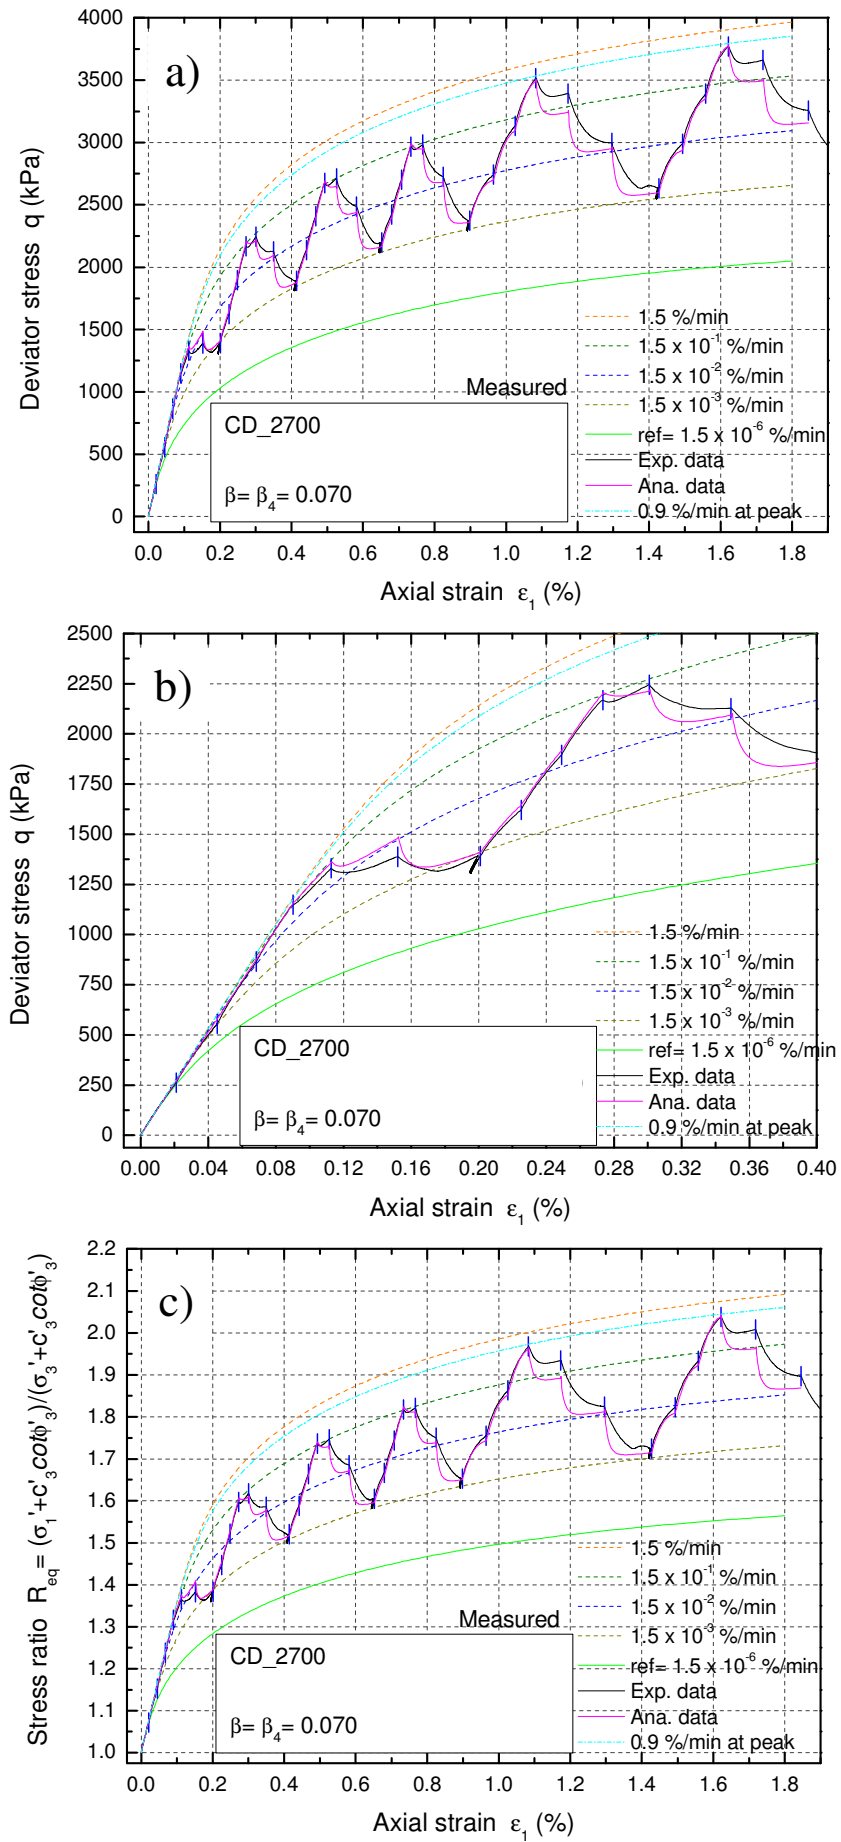 a)
4000
3500
3000
2500
2000
1500
1000
500
0
Deviator stress q (kPa)
1.5 %/min
1.5 x 10⁻¹ %/min
1.5 x 10⁻² %/min
1.5 x 10⁻³ %/min
ref= 1.5 x 10⁻⁶ %/min
Exp. data
Ana. data
0.9 %/min at peak
Measured
CD_2700
β= β₄= 0.070
0.0 0.2 0.4 0.6 0.8 1.0 1.2 1.4 1.6 1.8
Axial strain ε₁ (%)
b)
2500
2250
2000
1750
1500
1250
1000
750
500
250
0
Deviator stress q (kPa)
1.5 %/min
1.5 x 10⁻¹ %/min
1.5 x 10⁻² %/min
1.5 x 10⁻³ %/min
ref= 1.5 x 10⁻⁶ %/min
Exp. data
Ana. data
0.9 %/min at peak
CD_2700
β= β₄= 0.070
0.00 0.04 0.08 0.12 0.16 0.20 0.24 0.28 0.32 0.36 0.40
Axial strain ε₁ (%)
c)
2.2
2.1
2.0
1.9
1.8
1.7
1.6
1.5
1.4
1.3
1.2
1.1
1.0
Stress ratio R_eq= (σ₁'+c'₃cotϕ'₃)/(σ₃'+c'₃cotϕ'₃)
1.5 %/min
1.5 x 10⁻¹ %/min
1.5 x 10⁻² %/min
1.5 x 10⁻³ %/min
ref= 1.5 x 10⁻⁶ %/min
Exp. data
Ana. data
0.9 %/min at peak
Measured
CD_2700
β= β₄= 0.070
0.0 0.2 0.4 0.6 0.8 1.0 1.2 1.4 1.6 1.8
Axial strain ε₁ (%)